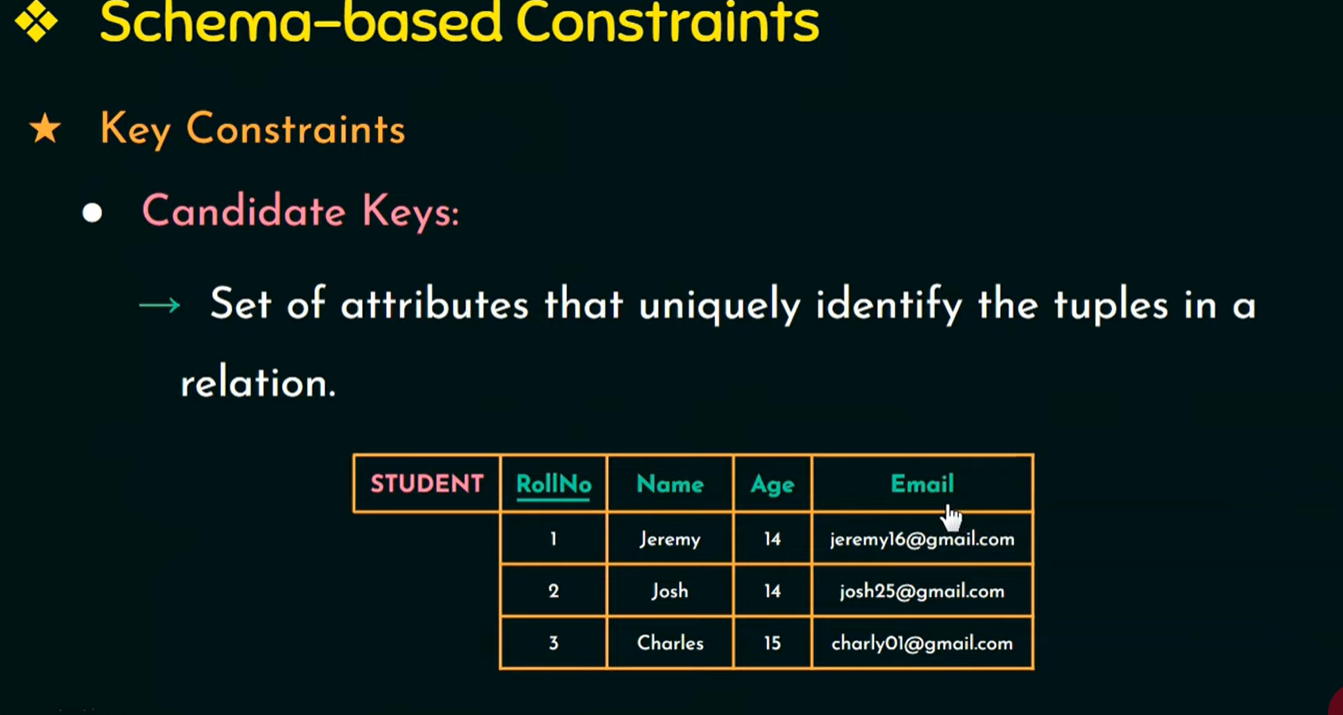 Schema-based Constraints
Key Constraints
Candidate Keys:
Set of attributes that uniquely identify the tuples in a
relation.
STUDENT RollNo Name Age Email
1 Jeremy 14 jeremy16@gmail.com
2 Josh 14 josh25@gmail.com
3 Charles 15 charly01@gmail.com